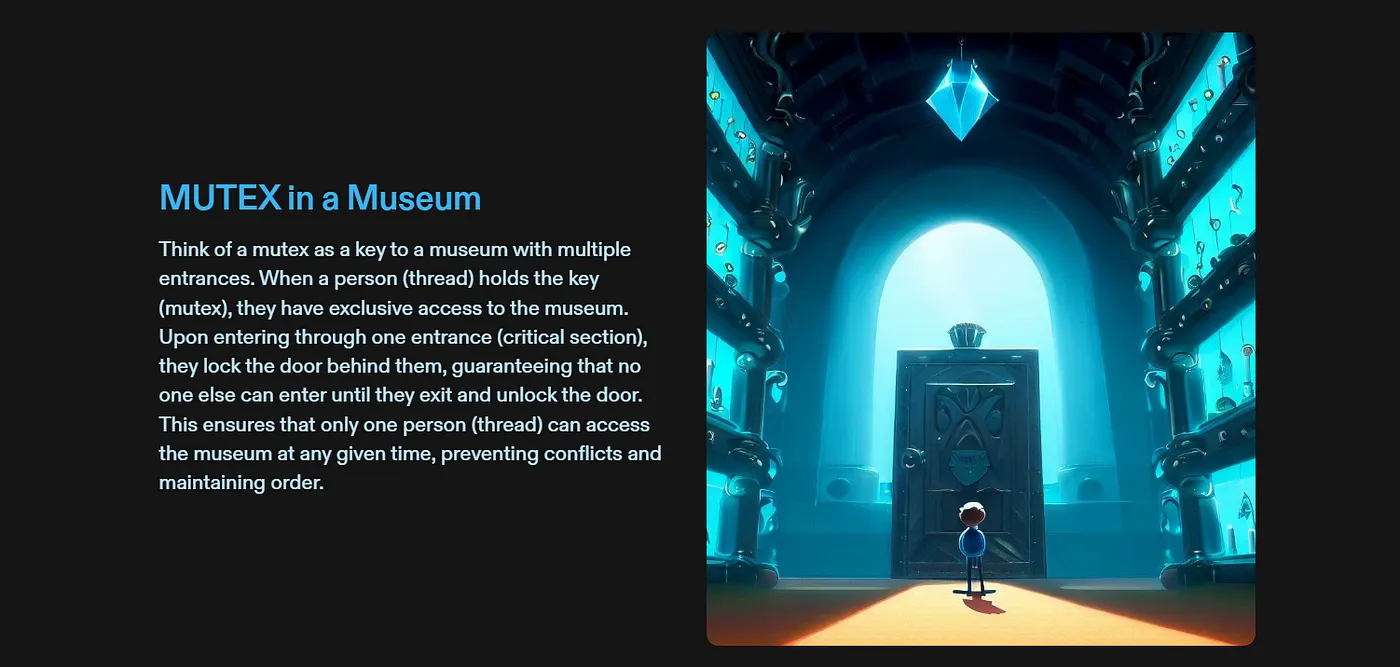 MUTEX in a Museum
Think of a mutex as a key to a museum with multiple
entrances. When a person (thread) holds the key
(mutex), they have exclusive access to the museum.
Upon entering through one entrance (critical section),
they lock the door behind them, guaranteeing that no
one else can enter until they exit and unlock the door.
This ensures that only one person (thread) can access
the museum at any given time, preventing conflicts and
maintaining order.